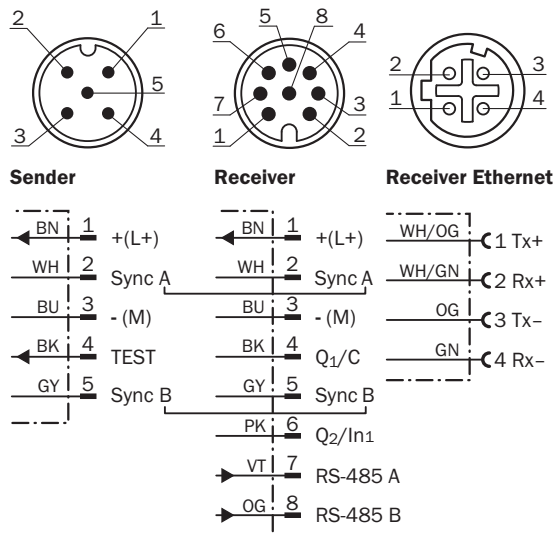 2 1 5 3 4
5 8 6 4 7 3 1 2
2 3 1 4
Sender
BN 1 +(L+)
WH 2 Sync A
BU 3 - (M)
BK 4 TEST
GY 5 Sync B
Receiver
BN 1 +(L+)
WH 2 Sync A
BU 3 - (M)
BK 4 Q1/C
GY 5 Sync B
PK 6 Q2/In1
VT 7 RS-485 A
OG 8 RS-485 B
Receiver Ethernet
WH/OG 1 Tx+
WH/GN 2 Rx+
OG 3 Tx–
GN 4 Rx–